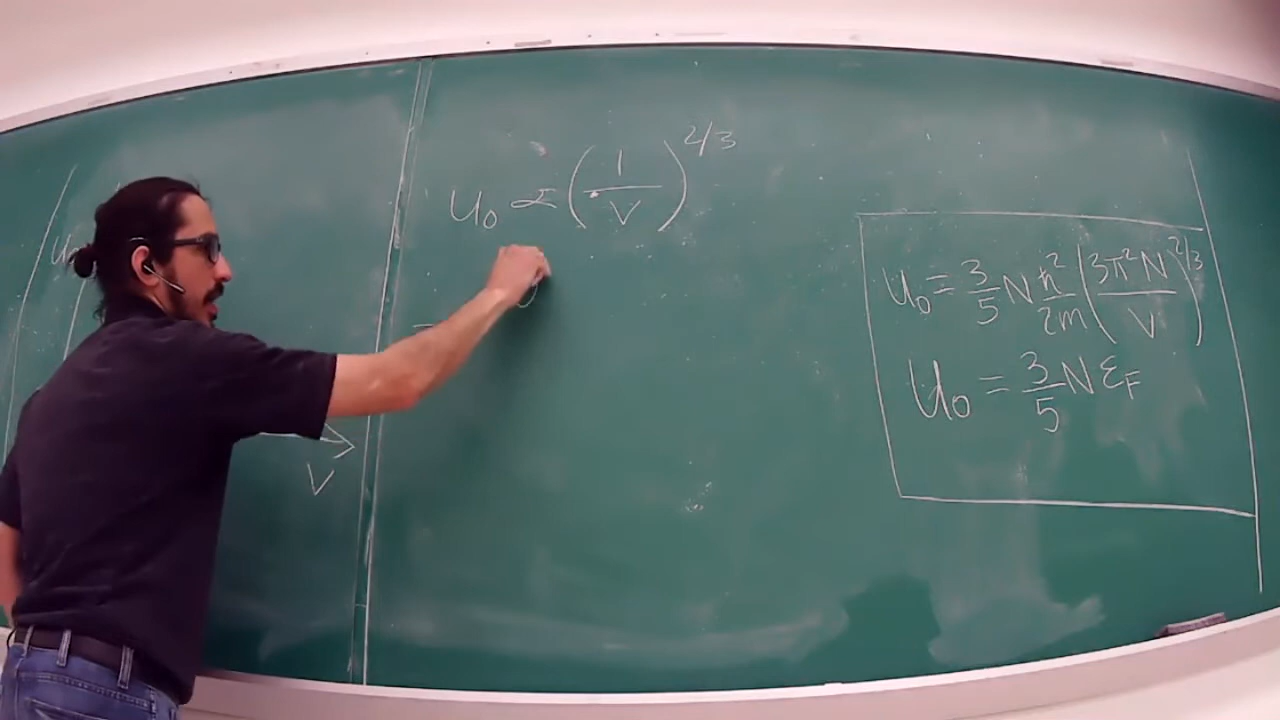 U₀ ∝ (1/V)^2/3
U₀ = 3/5 N ħ²/2m (3π²N/V)^2/3
U₀ = 3/5 N ε_F
V